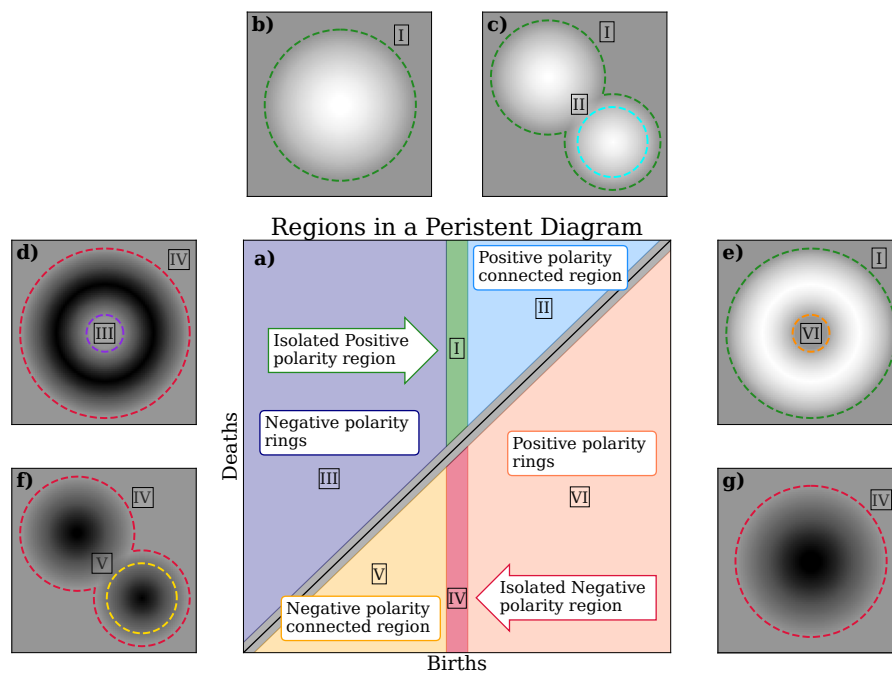 b)
I
c)
I
II
Regions in a Peristent Diagram
d)
IV
III
a)
Positive polarity
connected region
II
e)
I
VI
Isolated Positive
polarity region
I
Negative polarity
rings
III
Positive polarity
rings
VI
Deaths
f)
IV
V
g)
IV
V
Negative polarity
connected region
IV
Isolated Negative
polarity region
Births